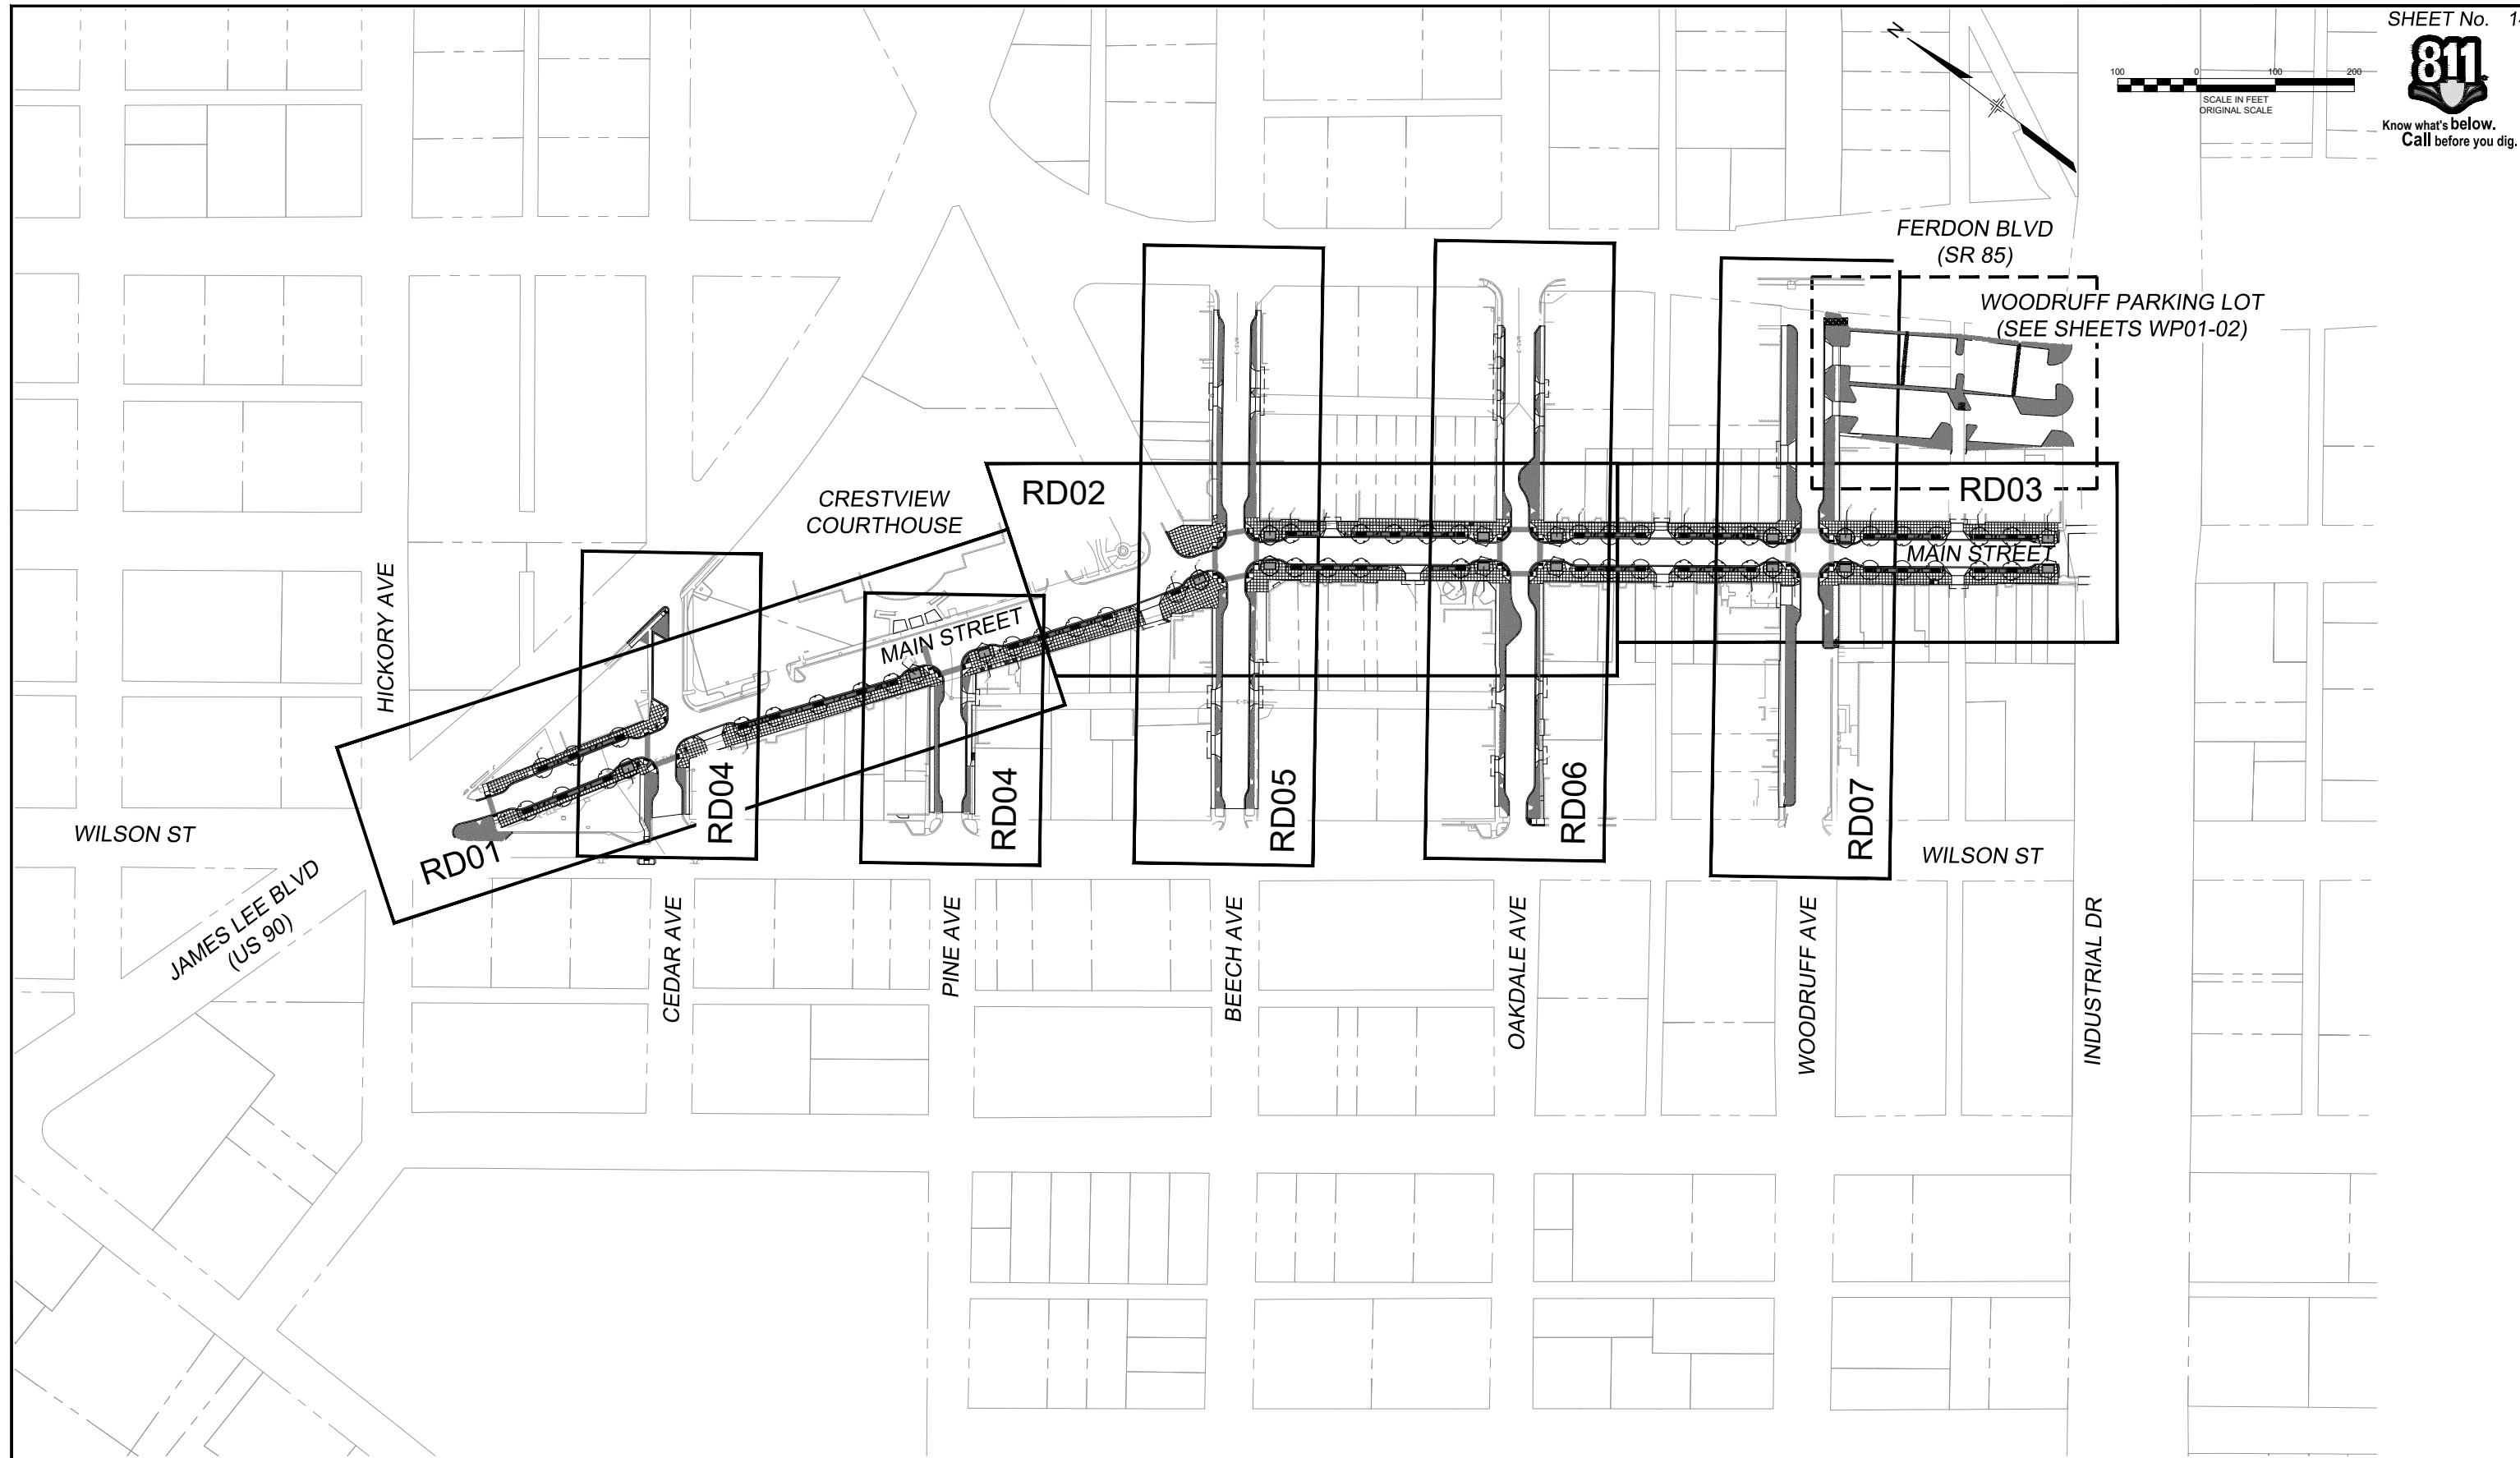 SHEET No. 1
811
Know what's below.
Call before you dig.
N
100 0 100 200
SCALE IN FEET
ORIGINAL SCALE
FERDON BLVD
(SR 85)
WOODRUFF PARKING LOT
(SEE SHEETS WP01-02)
RD02
RD03
CRESTVIEW
COURTHOUSE
MAIN STREET
MAIN STREET
HICKORY AVE
RD04
RD04
RD05
RD06
RD07
RD01
WILSON ST
WILSON ST
JAMES LEE BLVD
(US 90)
CEDAR AVE
PINE AVE
BEECH AVE
OAKDALE AVE
WOODRUFF AVE
INDUSTRIAL DR